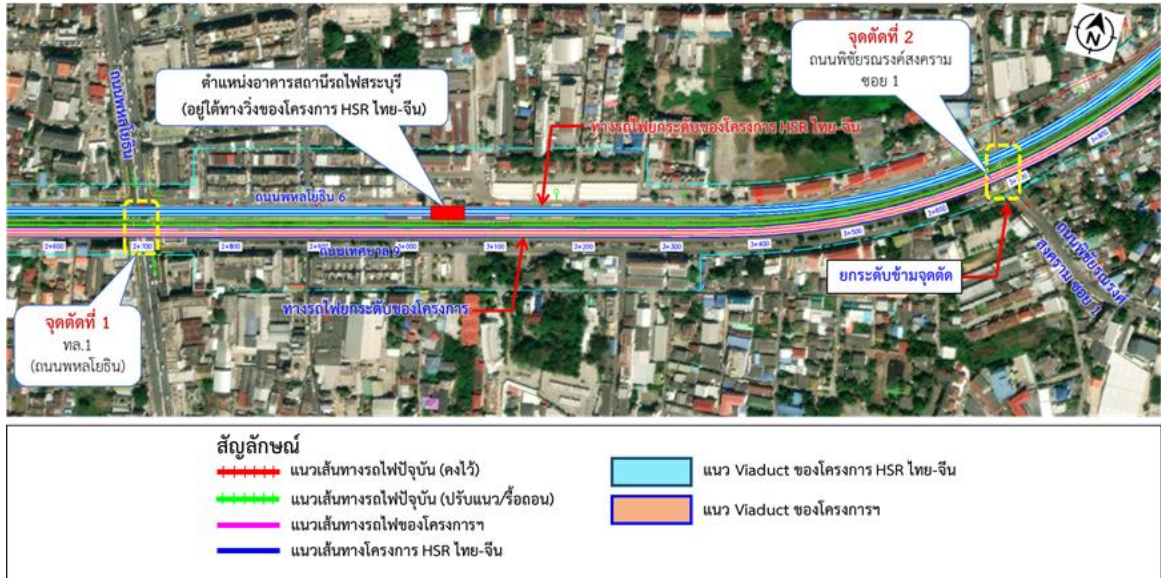 จุดตัดที่ 2
ถนนพิชัยรณรงค์สงคราม
ซอย 1
N
ตำแหน่งอาคารสถานีรถไฟสระบุรี
(อยู่ใต้ทางวิ่งของโครงการ HSR ไทย-จีน)
ถนนพหลโยธิน
ทางรถไฟยกระดับของโครงการ HSR ไทย-จีน
ถนนพหลโยธิน 6
2+600
2+700
2+800
3+100
3+200
3+300
3+400
3+500
3+600
ถนนเทศบาล 9
ทางรถไฟยกระดับของโครงการ
ยกระดับข้ามจุดตัด
ถนนพิชัยรณรงค์
สงคราม ซอย 1
จุดตัดที่ 1
ทล.1
(ถนนพหลโยธิน)
สัญลักษณ์
แนวเส้นทางรถไฟปัจุบัน (คงไว้)
แนวเส้นทางรถไฟปัจุบัน (ปรับแนว/รื้อถอน)
แนวเส้นทางรถไฟของโครงการฯ
แนวเส้นทางโครงการ HSR ไทย-จีน
แนว Viaduct ของโครงการ HSR ไทย-จีน
แนว Viaduct ของโครงการฯ